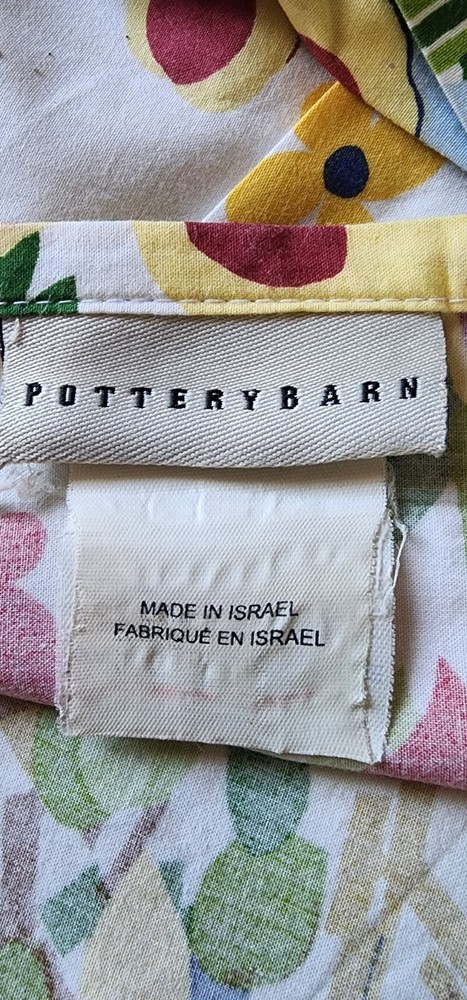 POTTERYBARN
MADE IN ISRAEL
FABRIQUÉ EN ISRAEL